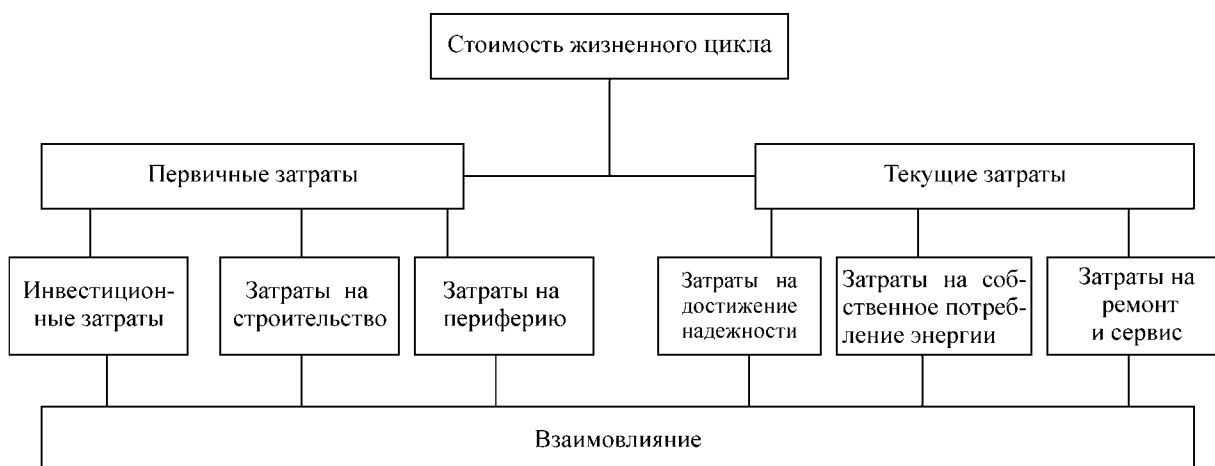 Стоимость жизненного цикла
Первичные затраты
Текущие затраты
Инвестицион-
ные затраты
Затраты на
строительство
Затраты на
периферию
Затраты на
достижение
надежности
Затраты на соб-
ственное потреб-
ление энергии
Затраты на
ремонт
и сервис
Взаимовлияние